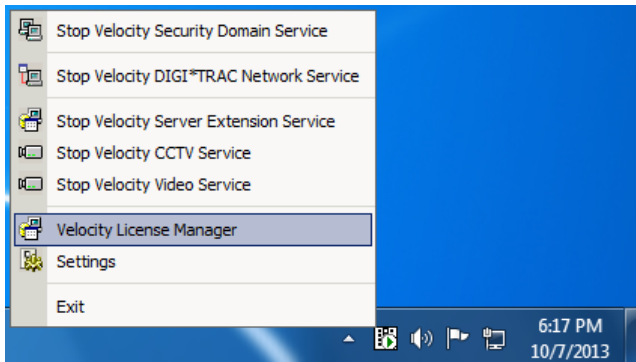 Stop Velocity Security Domain Service
Stop Velocity DIGI*TRAC Network Service
Stop Velocity Server Extension Service
Stop Velocity CCTV Service
Stop Velocity Video Service
Velocity License Manager
Settings
Exit
6:17 PM
10/7/2013